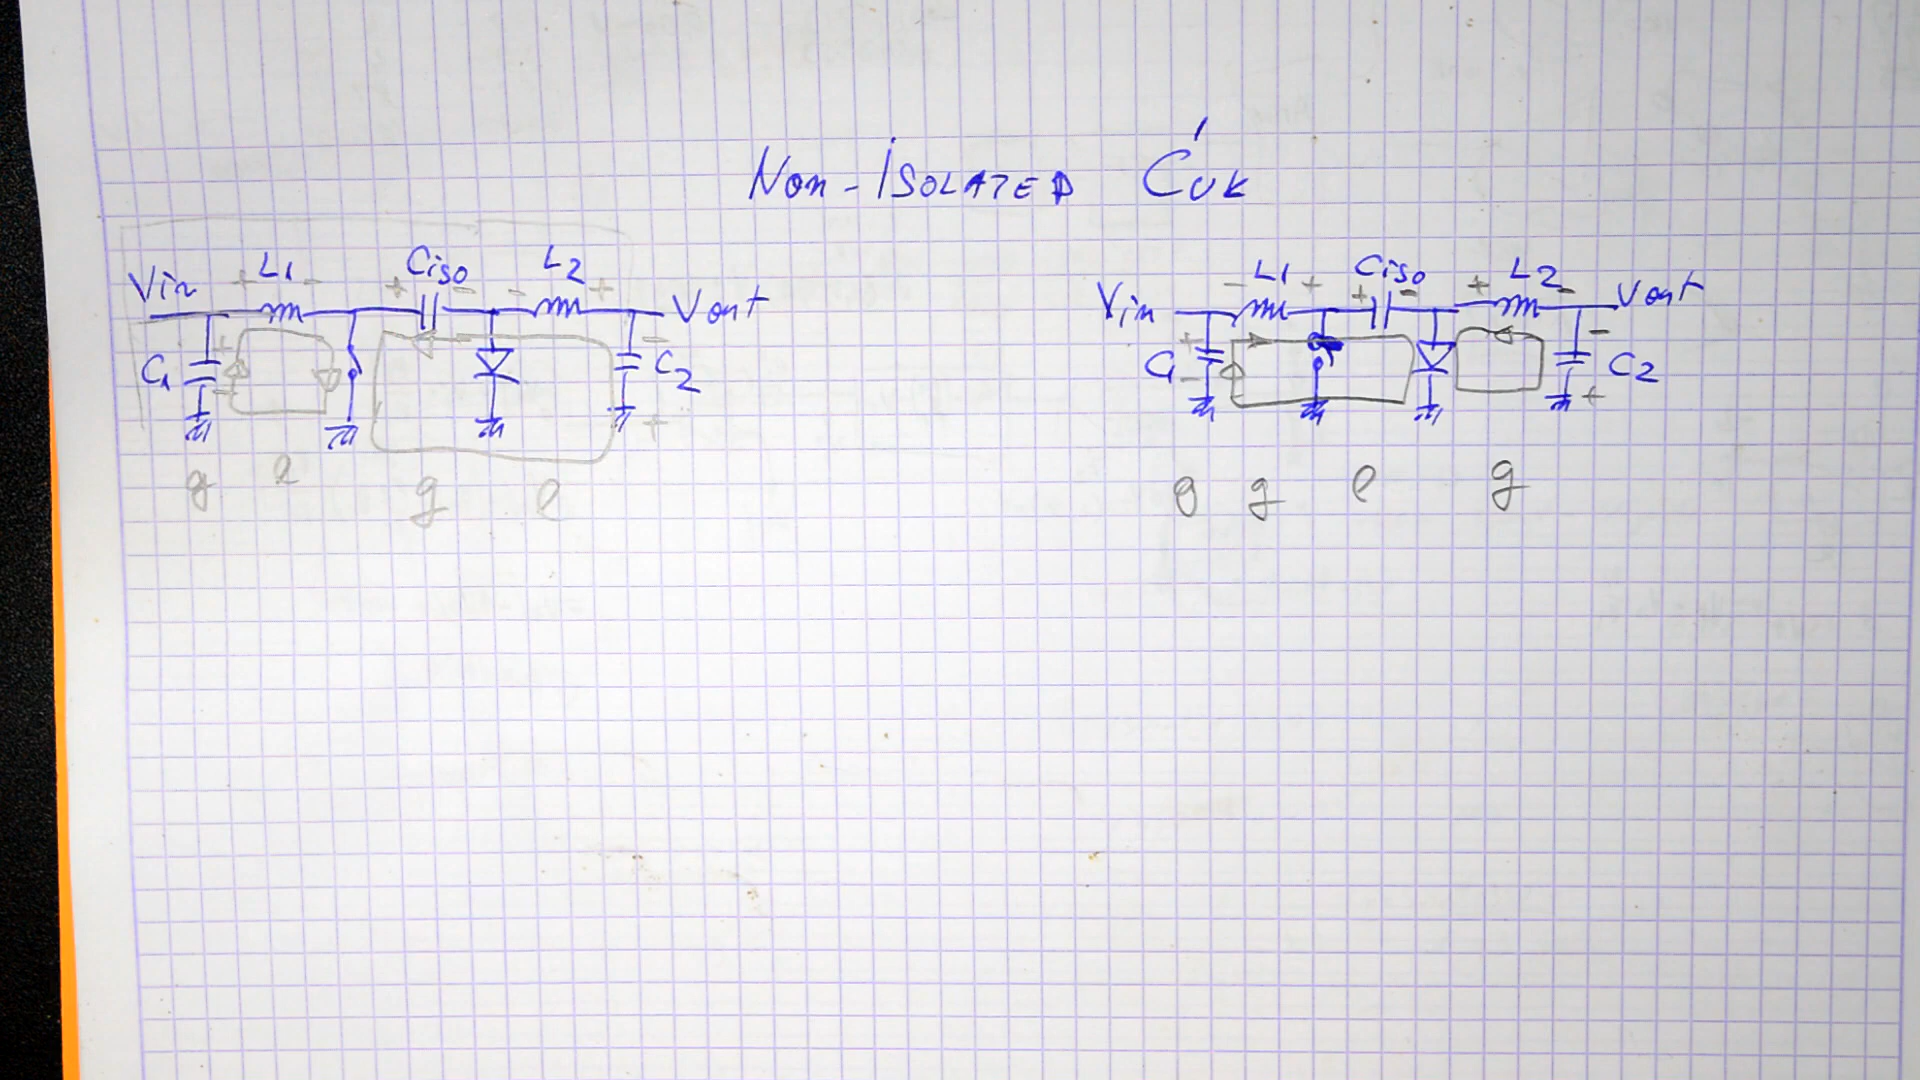 Non-ISOLATED ĆUK
Vin + L1 - + Ciso - - L2 + Vout
C1 + - - C2 +
g e g e
Vin - L1 + + Ciso - + L2 - Vout
C1 + - - C2 +
g g e g